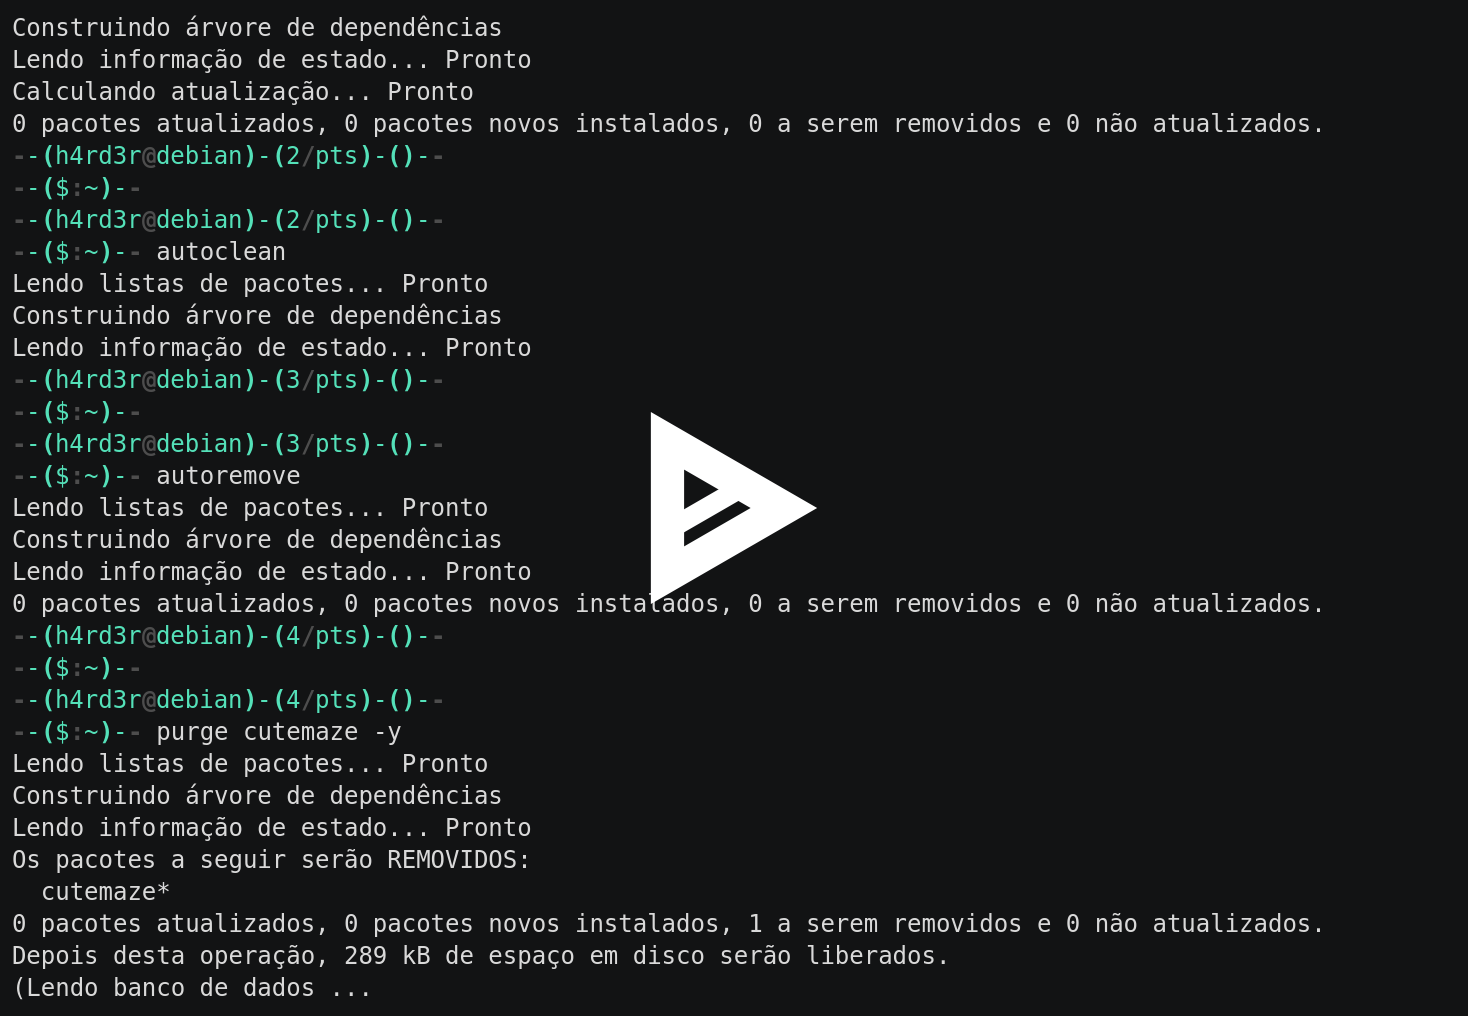 Construindo árvore de dependências
Lendo informação de estado... Pronto
Calculando atualização... Pronto
0 pacotes atualizados, 0 pacotes novos instalados, 0 a serem removidos e 0 não atualizados.
--(h4rd3r@debian)-(2/pts)-()--
--($:~)--
--(h4rd3r@debian)-(2/pts)-()--
--($:~)-- autoclean
Lendo listas de pacotes... Pronto
Construindo árvore de dependências
Lendo informação de estado... Pronto
--(h4rd3r@debian)-(3/pts)-()--
--($:~)--
--(h4rd3r@debian)-(3/pts)-()--
--($:~)-- autoremove
Lendo listas de pacotes... Pronto
Construindo árvore de dependências
Lendo informação de estado... Pronto
0 pacotes atualizados, 0 pacotes novos instalados, 0 a serem removidos e 0 não atualizados.
--(h4rd3r@debian)-(4/pts)-()--
--($:~)--
--(h4rd3r@debian)-(4/pts)-()--
--($:~)-- purge cutemaze -y
Lendo listas de pacotes... Pronto
Construindo árvore de dependências
Lendo informação de estado... Pronto
Os pacotes a seguir serão REMOVIDOS:
  cutemaze*
0 pacotes atualizados, 0 pacotes novos instalados, 1 a serem removidos e 0 não atualizados.
Depois desta operação, 289 kB de espaço em disco serão liberados.
(Lendo banco de dados ...